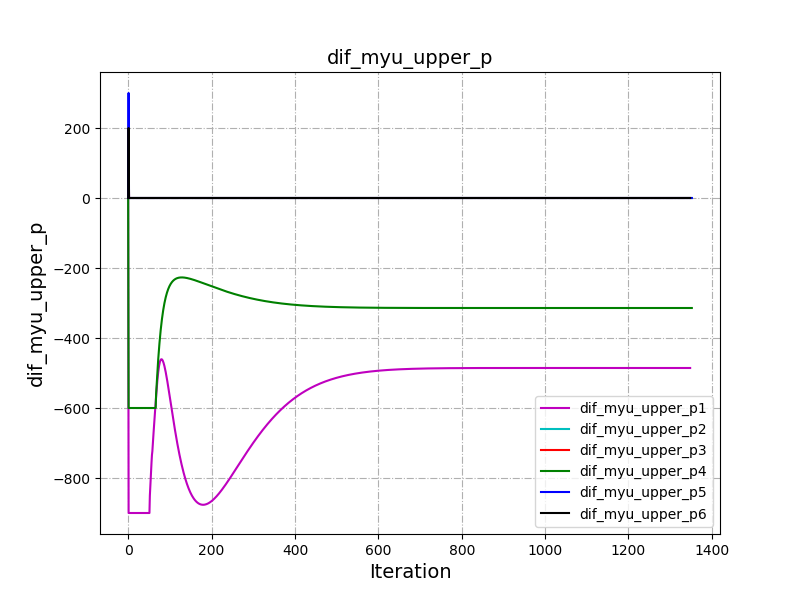 dif_myu_upper_p
dif_myu_upper_p
200
0
−200
−400
−600
−800
0
200
400
600
800
1000
1200
1400
Iteration
dif_myu_upper_p1
dif_myu_upper_p2
dif_myu_upper_p3
dif_myu_upper_p4
dif_myu_upper_p5
dif_myu_upper_p6